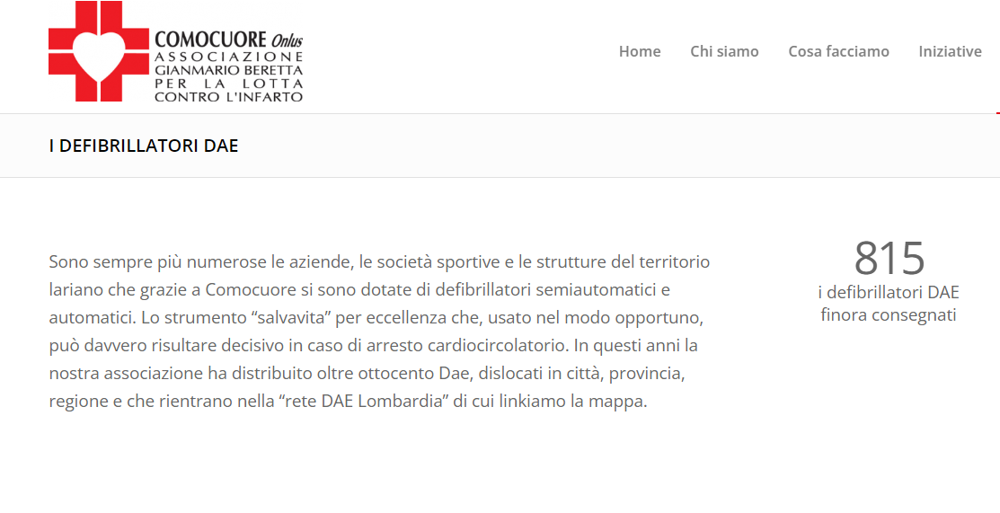 COMOCUORE Onlus
ASSOCIAZIONE
GIANMARIO BERETTA
PER LA LOTTA
CONTRO L'INFARTO
Home Chi siamo Cosa facciamo Iniziative
I DEFIBRILLATORI DAE
Sono sempre più numerose le aziende, le società sportive e le strutture del territorio
lariano che grazie a Comocuore si sono dotate di defibrillatori semiautomatici e
automatici. Lo strumento “salvavita” per eccellenza che, usato nel modo opportuno,
può davvero risultare decisivo in caso di arresto cardiocircolatorio. In questi anni la
nostra associazione ha distribuito oltre ottocento Dae, dislocati in città, provincia,
regione e che rientrano nella “rete DAE Lombardia” di cui linkiamo la mappa.
815
i defibrillatori DAE
finora consegnati